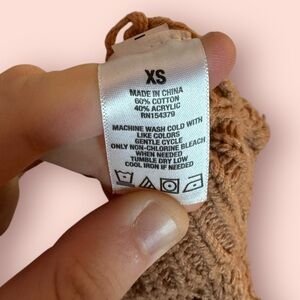 XS
MADE IN CHINA
60% COTTON
40% ACRYLIC
RN154379
MACHINE WASH COLD WITH
LIKE COLORS
GENTLE CYCLE
ONLY NON-CHLORINE BLEACH
WHEN NEEDED
TUMBLE DRY LOW
COOL IRON IF NEEDED